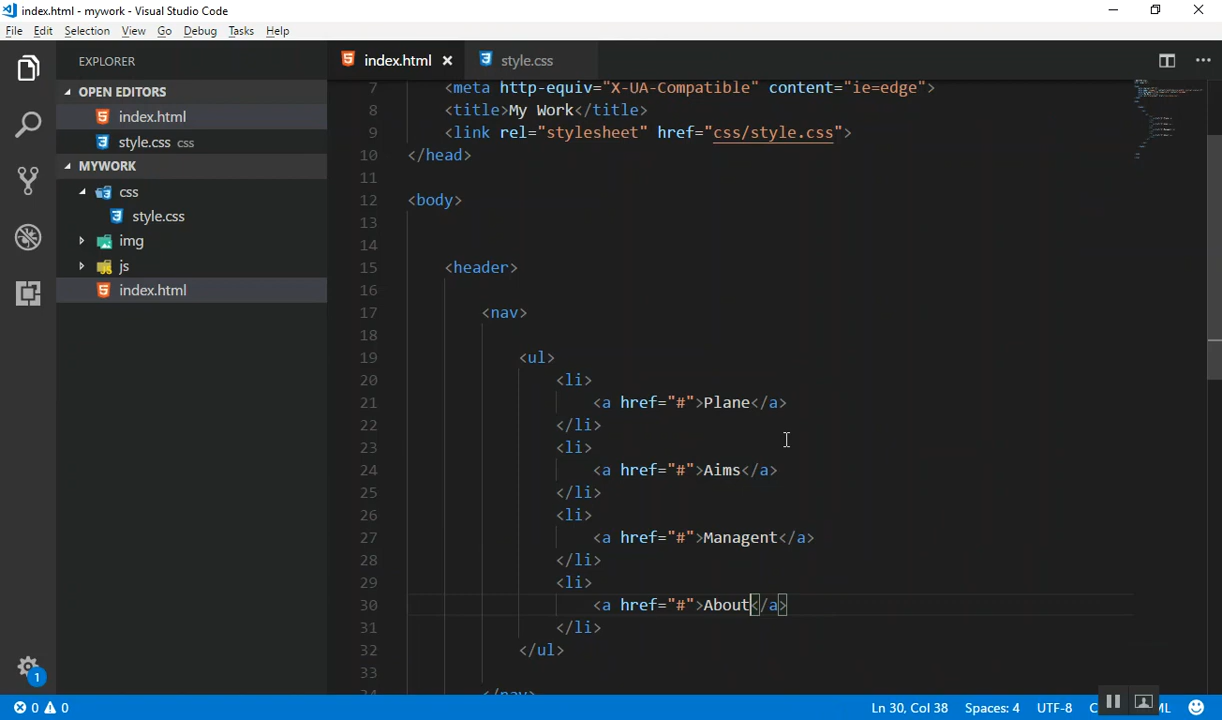 index.html - mywork - Visual Studio Code
File Edit Selection View Go Debug Tasks Help
EXPLORER
OPEN EDITORS
index.html
style.css css
MYWORK
css
style.css
img
js
index.html
index.html
style.css
7 <meta http-equiv="X-UA-Compatible" content="ie=edge">
8 <title>My Work</title>
9 <link rel="stylesheet" href="css/style.css">
10 </head>
11
12 <body>
13
14
15 <header>
16
17 <nav>
18
19 <ul>
20 <li>
21 <a href="#">Plane</a>
22 </li>
23 <li>
24 <a href="#">Aims</a>
25 </li>
26 <li>
27 <a href="#">Managent</a>
28 </li>
29 <li>
30 <a href="#">About</a>
31 </li>
32 </ul>
33
34 </nav>
1
0 0
Ln 30, Col 38 Spaces: 4 UTF-8